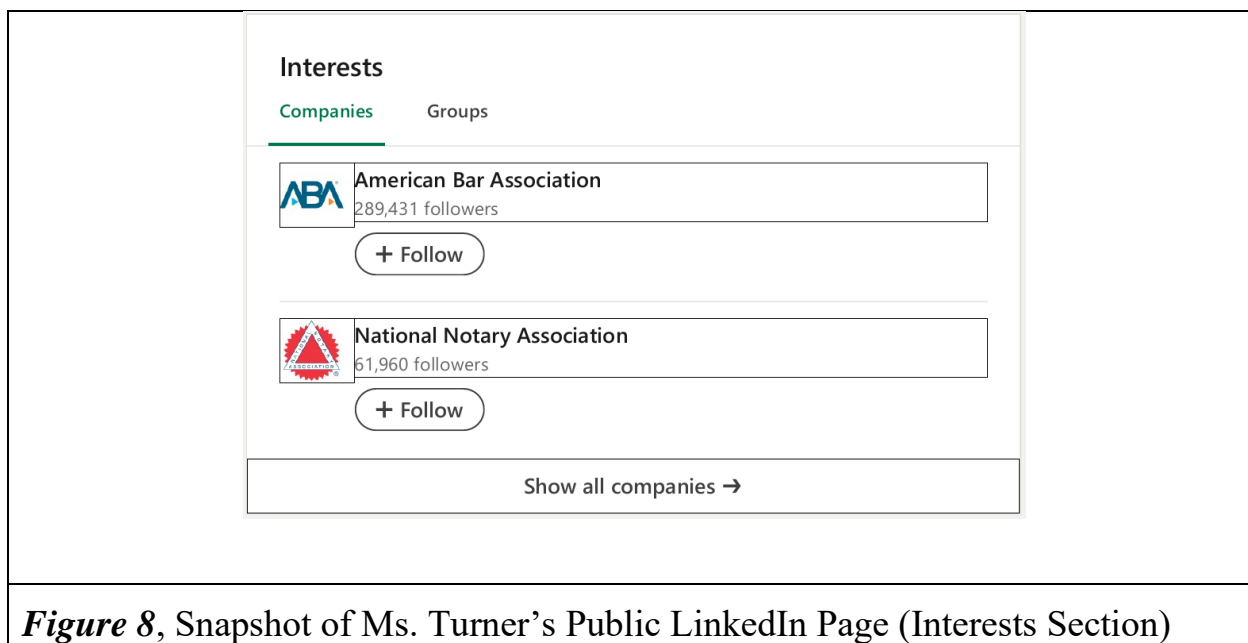 Interests
Companies Groups
ABA
American Bar Association
289,431 followers
+ Follow
National Notary Association
61,960 followers
+ Follow
Show all companies →
Figure 8, Snapshot of Ms. Turner’s Public LinkedIn Page (Interests Section)